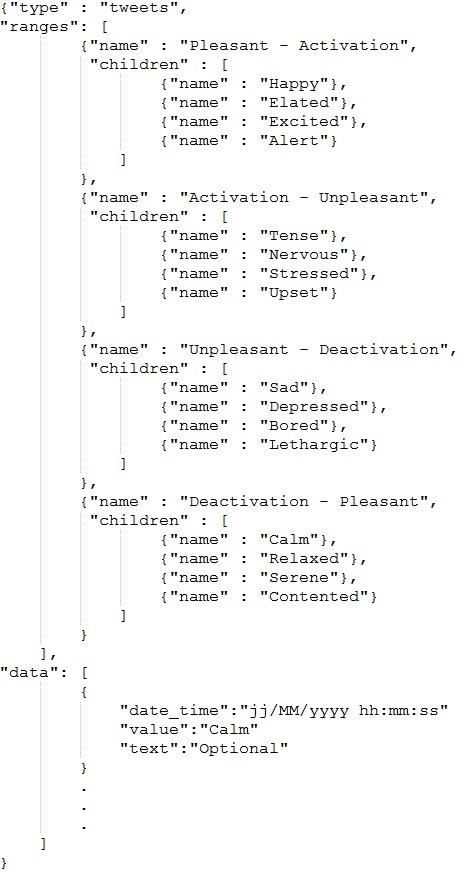 {"type" : "tweets",
"ranges": [
{"name" : "Pleasant – Activation",
"children" : [
{"name" : "Happy"},
{"name" : "Elated"},
{"name" : "Excited"},
{"name" : "Alert"}
]
},
{"name" : "Activation – Unpleasant",
"children" : [
{"name" : "Tense"},
{"name" : "Nervous"},
{"name" : "Stressed"},
{"name" : "Upset"}
]
},
{"name" : "Unpleasant – Deactivation",
"children" : [
{"name" : "Sad"},
{"name" : "Depressed"},
{"name" : "Bored"},
{"name" : "Lethargic"}
]
},
{"name" : "Deactivation – Pleasant",
"children" : [
{"name" : "Calm"},
{"name" : "Relaxed"},
{"name" : "Serene"},
{"name" : "Contented"}
]
}
],
"data": [
{
"date_time":"jj/MM/yyyy hh:mm:ss"
"value":"Calm"
"text":"Optional"
}
.
.
.
]
}